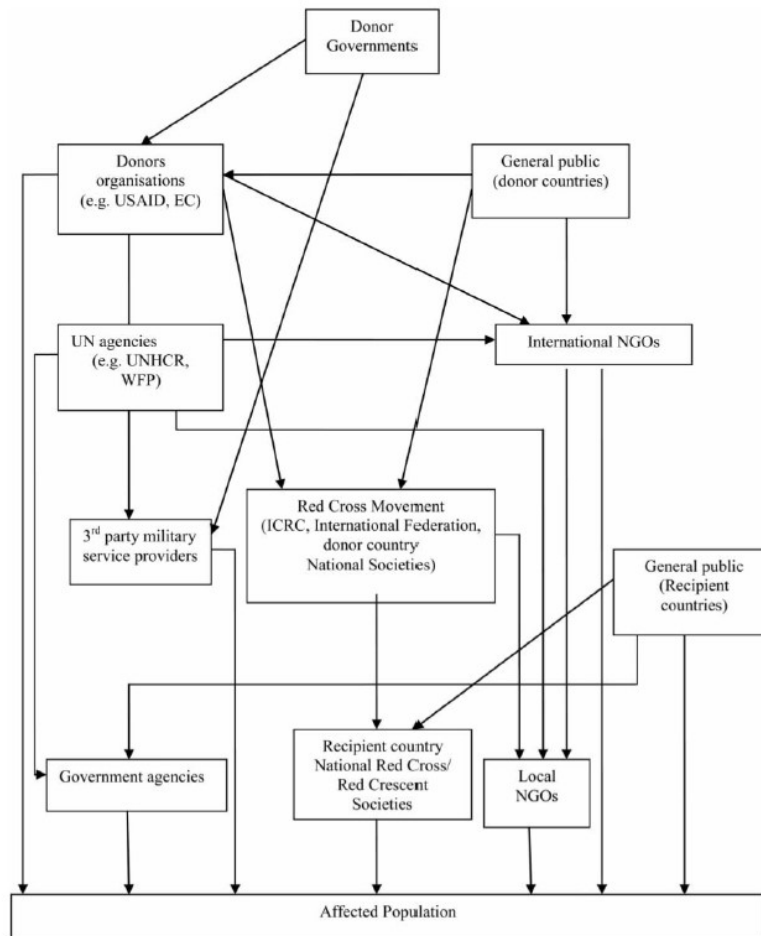 Donor
Governments
Donors
organisations
(e.g. USAID, EC)
General public
(donor countries)
UN agencies
(e.g. UNHCR,
WFP)
International NGOs
3rd party military
service providers
Red Cross Movement
(ICRC, International Federation,
donor country
National Societies)
General public
(Recipient
countries)
Government agencies
Recipient country
National Red Cross/
Red Crescent
Societies
Local
NGOs
Affected Population